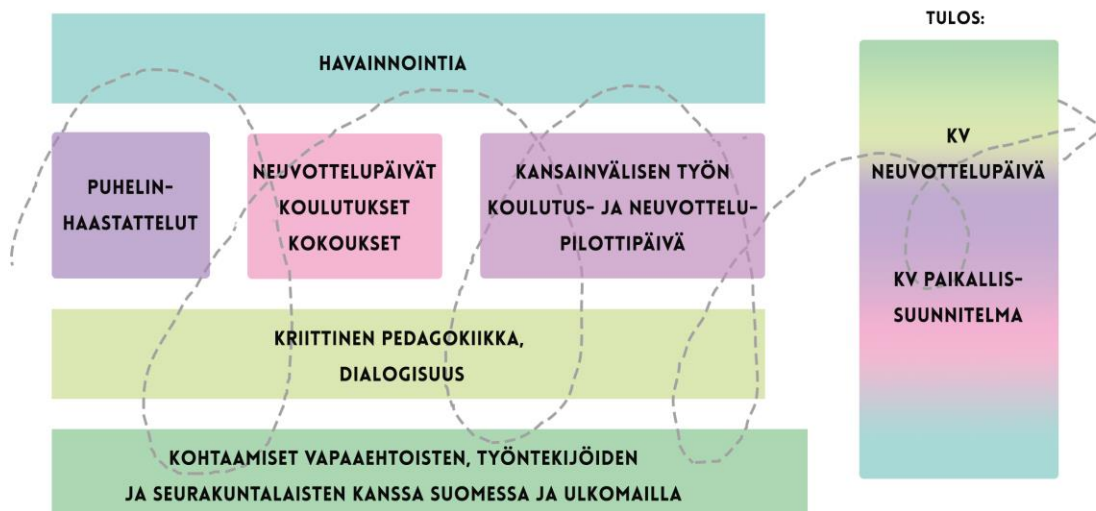 TULOS:
HAVAINNOINTIA
PUHELIN-
HAASTATTELUT
NEUVOTTELUPÄIVÄT
KOULUTUKSET
KOKOUKSET
KANSAINVÄLISEN TYÖN
KOULUTUS- JA NEUVOTTELU-
PILOTTIPÄIVÄ
KRIITTINEN PEDAGOKIIKKA,
DIALOGISUUS
KOHTAAMISET VAPAAEHTOISTEN, TYÖNTEKIJÖIDEN
JA SEURAKUNTALAISTEN KANSSA SUOMESSA JA ULKOMAILLA
KV
NEUVOTTELUPÄIVÄ
KV PAIKALLIS-
SUUNNITELMA